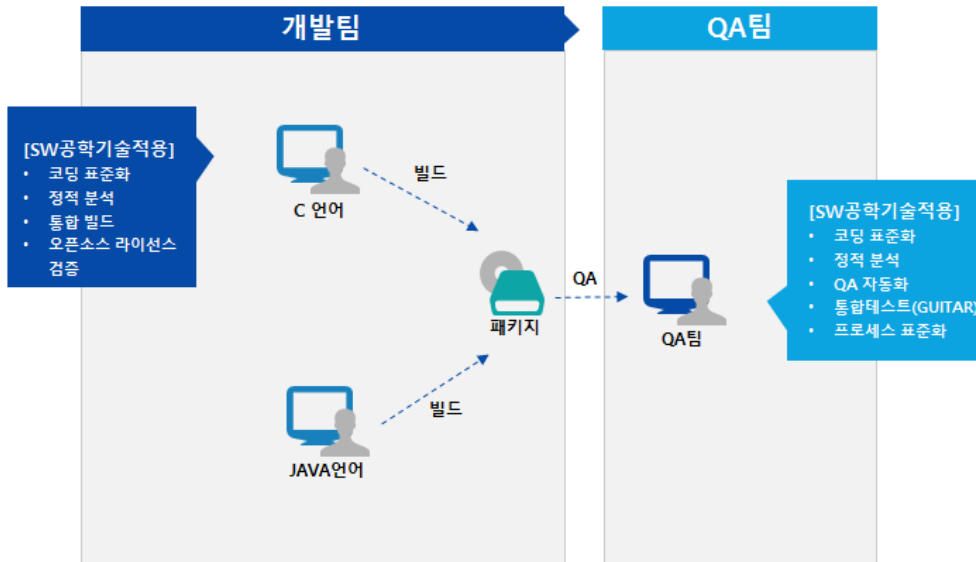 개발팀
QA팀
[SW공학기술적용]
• 코딩 표준화
• 정적 분석
• 통합 빌드
• 오픈소스 라이선스
검증
C 언어
빌드
패키지
JAVA언어
빌드
QA
QA팀
[SW공학기술적용]
• 코딩 표준화
• 정적 분석
• QA 자동화
• 통합테스트(GUITAR)
• 프로세스 표준화